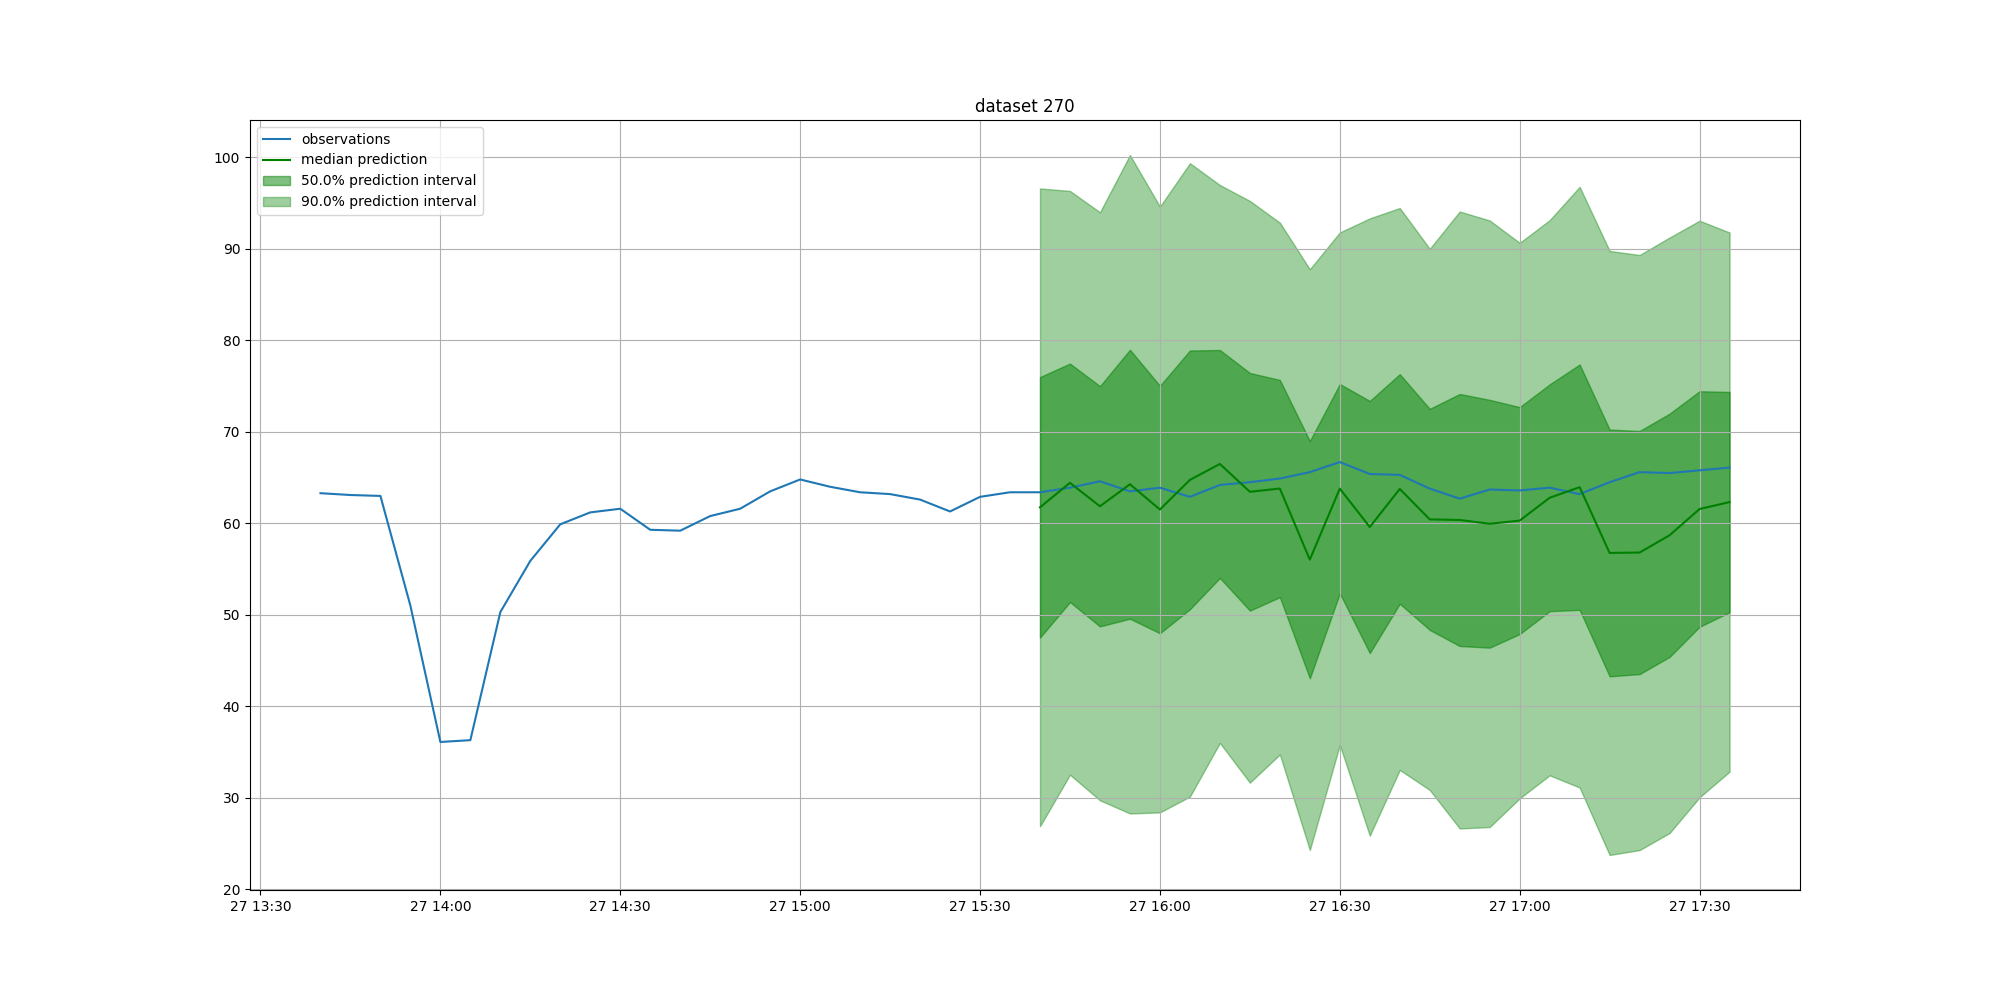 dataset 270
observations
median prediction
50.0% prediction interval
90.0% prediction interval
100
90
80
70
60
50
40
30
20
27 13:30 27 14:00 27 14:30 27 15:00 27 15:30 27 16:00 27 16:30 27 17:00 27 17:30